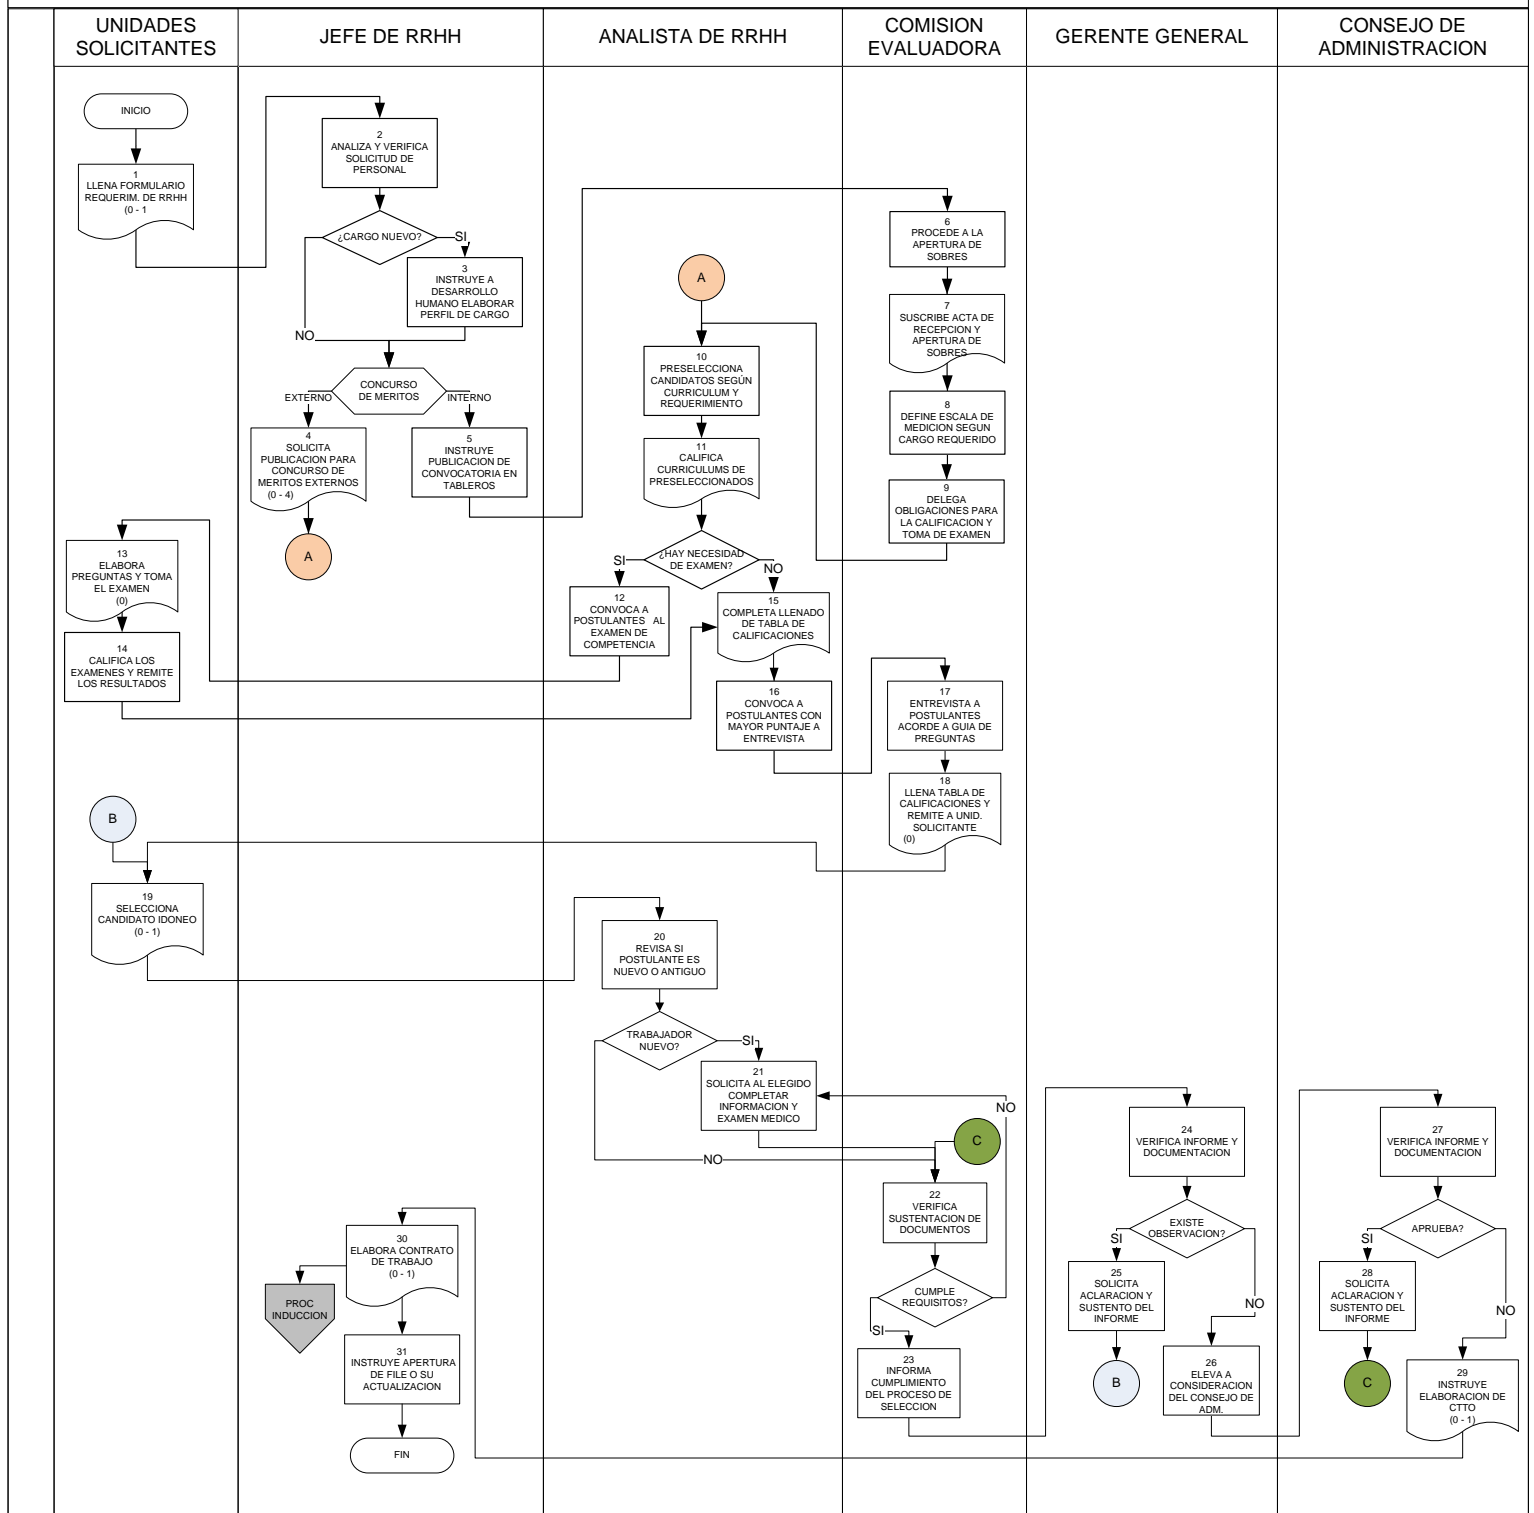 UNIDADES
SOLICITANTES
JEFE DE RRHH
ANALISTA DE RRHH
COMISION
EVALUADORA
GERENTE GENERAL
CONSEJO DE
ADMINISTRACION
INICIO
1
LLENA FORMULARIO
REQUERIM. DE RRHH
(0 - 1
2
ANALIZA Y VERIFICA
SOLICITUD DE
PERSONAL
¿CARGO NUEVO?
SI
NO
3
INSTRUYE A
DESARROLLO
HUMANO ELABORAR
PERFIL DE CARGO
CONCURSO
DE MERITOS
EXTERNO
INTERNO
4
SOLICITA
PUBLICACION PARA
CONCURSO DE
MERITOS EXTERNOS
(0 - 4)
5
INSTRUYE
PUBLICACION DE
CONVOCATORIA EN
TABLEROS
A
6
PROCEDE A LA
APERTURA DE
SOBRES
7
SUSCRIBE ACTA DE
RECEPCION Y
APERTURA DE
SOBRES
8
DEFINE ESCALA DE
MEDICION SEGUN
CARGO REQUERIDO
9
DELEGA
OBLIGACIONES PARA
LA CALIFICACION Y
TOMA DE EXAMEN
A
10
PRESELECCIONA
CANDIDATOS SEGÚN
CURRICULUM Y
REQUERIMIENTO
11
CALIFICA
CURRICULUMS DE
PRESELECCIONADOS
¿HAY NECESIDAD
DE EXAMEN?
SI
NO
12
CONVOCA A
POSTULANTES AL
EXAMEN DE
COMPETENCIA
13
ELABORA
PREGUNTAS Y TOMA
EL EXAMEN
(0)
14
CALIFICA LOS
EXAMENES Y REMITE
LOS RESULTADOS
15
COMPLETA LLENADO
DE TABLA DE
CALIFICACIONES
16
CONVOCA A
POSTULANTES CON
MAYOR PUNTAJE A
ENTREVISTA
17
ENTREVISTA A
POSTULANTES
ACORDE A GUIA DE
PREGUNTAS
18
LLENA TABLA DE
CALIFICACIONES Y
REMITE A UNID.
SOLICITANTE
(0)
B
19
SELECCIONA
CANDIDATO IDONEO
(0 - 1)
20
REVISA SI
POSTULANTE ES
NUEVO O ANTIGUO
TRABAJADOR
NUEVO?
SI
NO
21
SOLICITA AL ELEGIDO
COMPLETAR
INFORMACION Y
EXAMEN MEDICO
C
22
VERIFICA
SUSTENTACION DE
DOCUMENTOS
CUMPLE
REQUISITOS?
NO
SI
23
INFORMA
CUMPLIMIENTO
DEL PROCESO DE
SELECCION
24
VERIFICA INFORME Y
DOCUMENTACION
EXISTE
OBSERVACION?
SI
NO
25
SOLICITA
ACLARACION Y
SUSTENTO DEL
INFORME
B
26
ELEVA A
CONSIDERACION
DEL CONSEJO DE
ADM.
27
VERIFICA INFORME Y
DOCUMENTACION
APRUEBA?
SI
NO
28
SOLICITA
ACLARACION Y
SUSTENTO DEL
INFORME
C
29
INSTRUYE
ELABORACION DE
CTTO
(0 - 1)
30
ELABORA CONTRATO
DE TRABAJO
(0 - 1)
PROC
INDUCCION
31
INSTRUYE APERTURA
DE FILE O SU
ACTUALIZACION
FIN